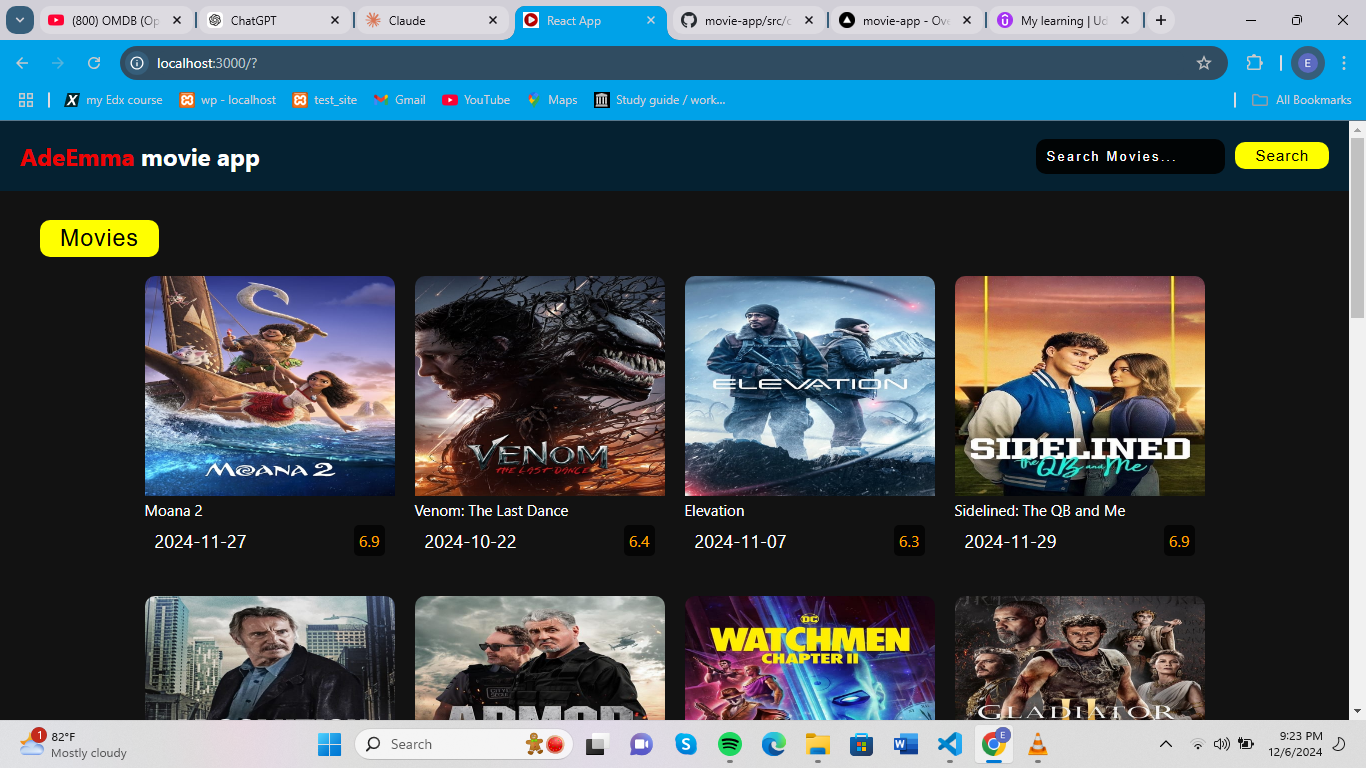 (800) OMDB (Op
ChatGPT
Claude
React App
movie-app/src/c
movie-app - Ove
My learning | Ud
localhost:3000/?
E
my Edx course
wp - localhost
test_site
Gmail
YouTube
Maps
Study guide / work...
All Bookmarks
AdeEmma movie app
Search Movies...
Search
Movies
MOANA 2
VENOM
THE LAST DANCE
ELEVATION
SIDELINED
the QB and Me
Moana 2
Venom: The Last Dance
Elevation
Sidelined: The QB and Me
2024-11-27
6.9
2024-10-22
6.4
2024-11-07
6.3
2024-11-29
6.9
ARMOR
DC
WATCHMEN
CHAPTER II
GLADIATOR
II
1
82°F
Mostly cloudy
Search
E
9:23 PM
12/6/2024